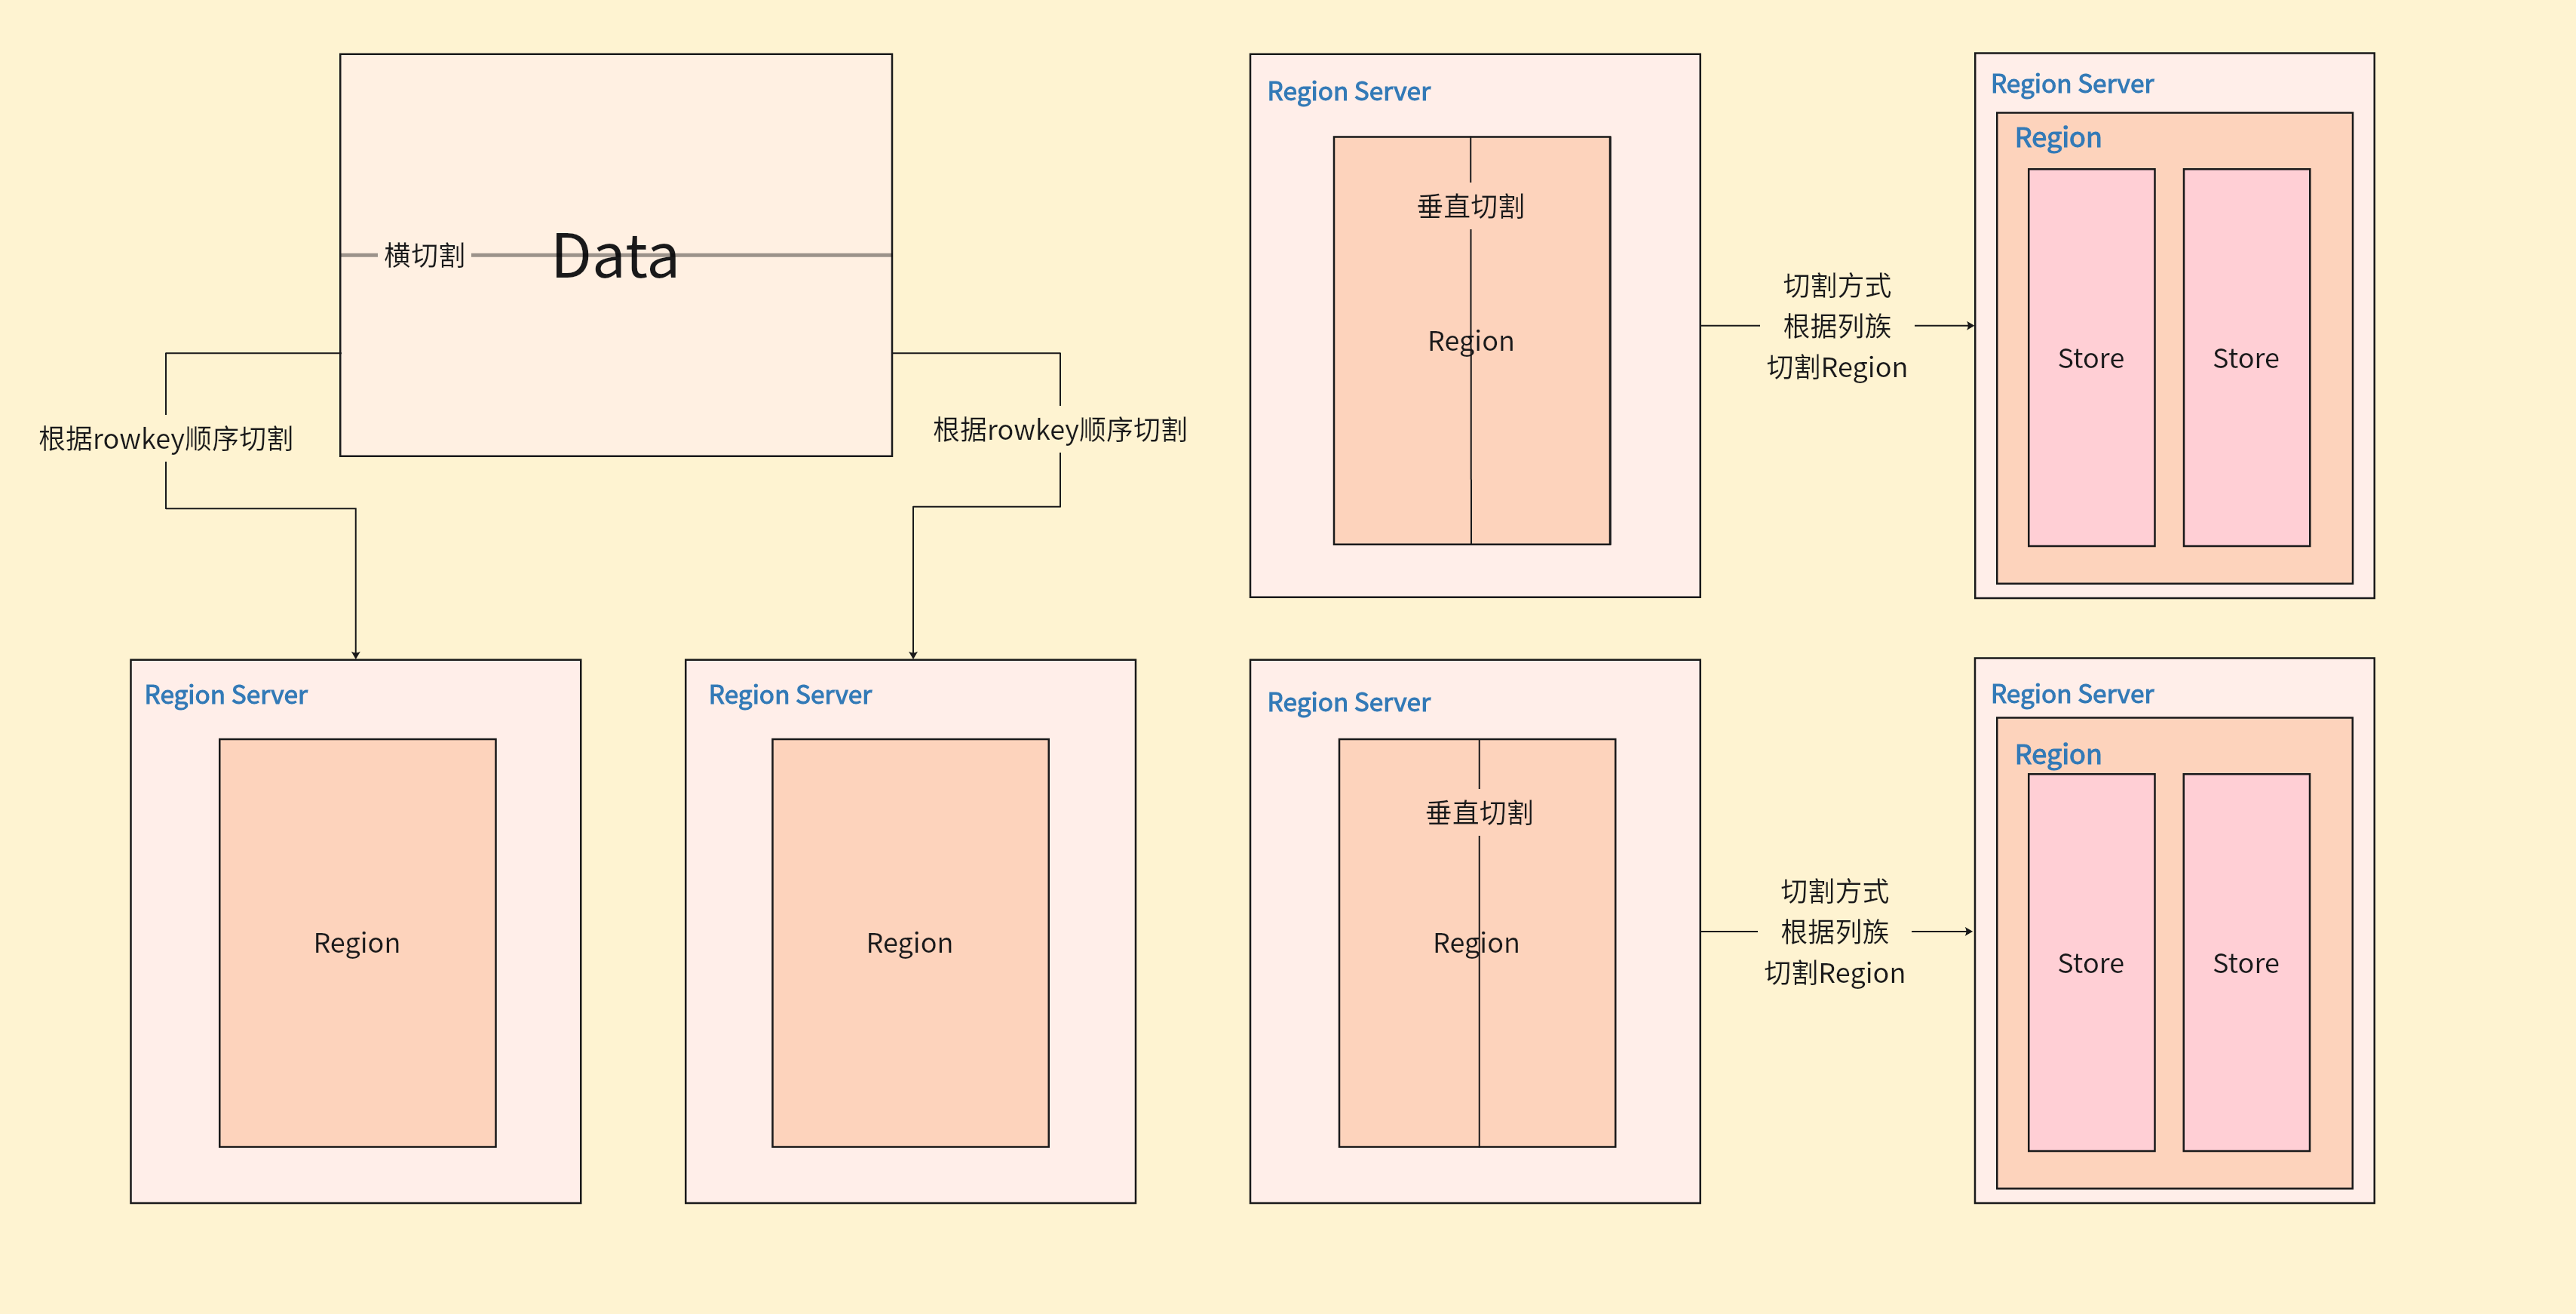 Data
横切割
根据rowkey顺序切割
根据rowkey顺序切割
Region Server
Region
Region Server
Region
Region Server
垂直切割
Region
切割方式
根据列族
切割Region
Region Server
Region
Store
Store
Region Server
垂直切割
Region
切割方式
根据列族
切割Region
Region Server
Region
Store
Store